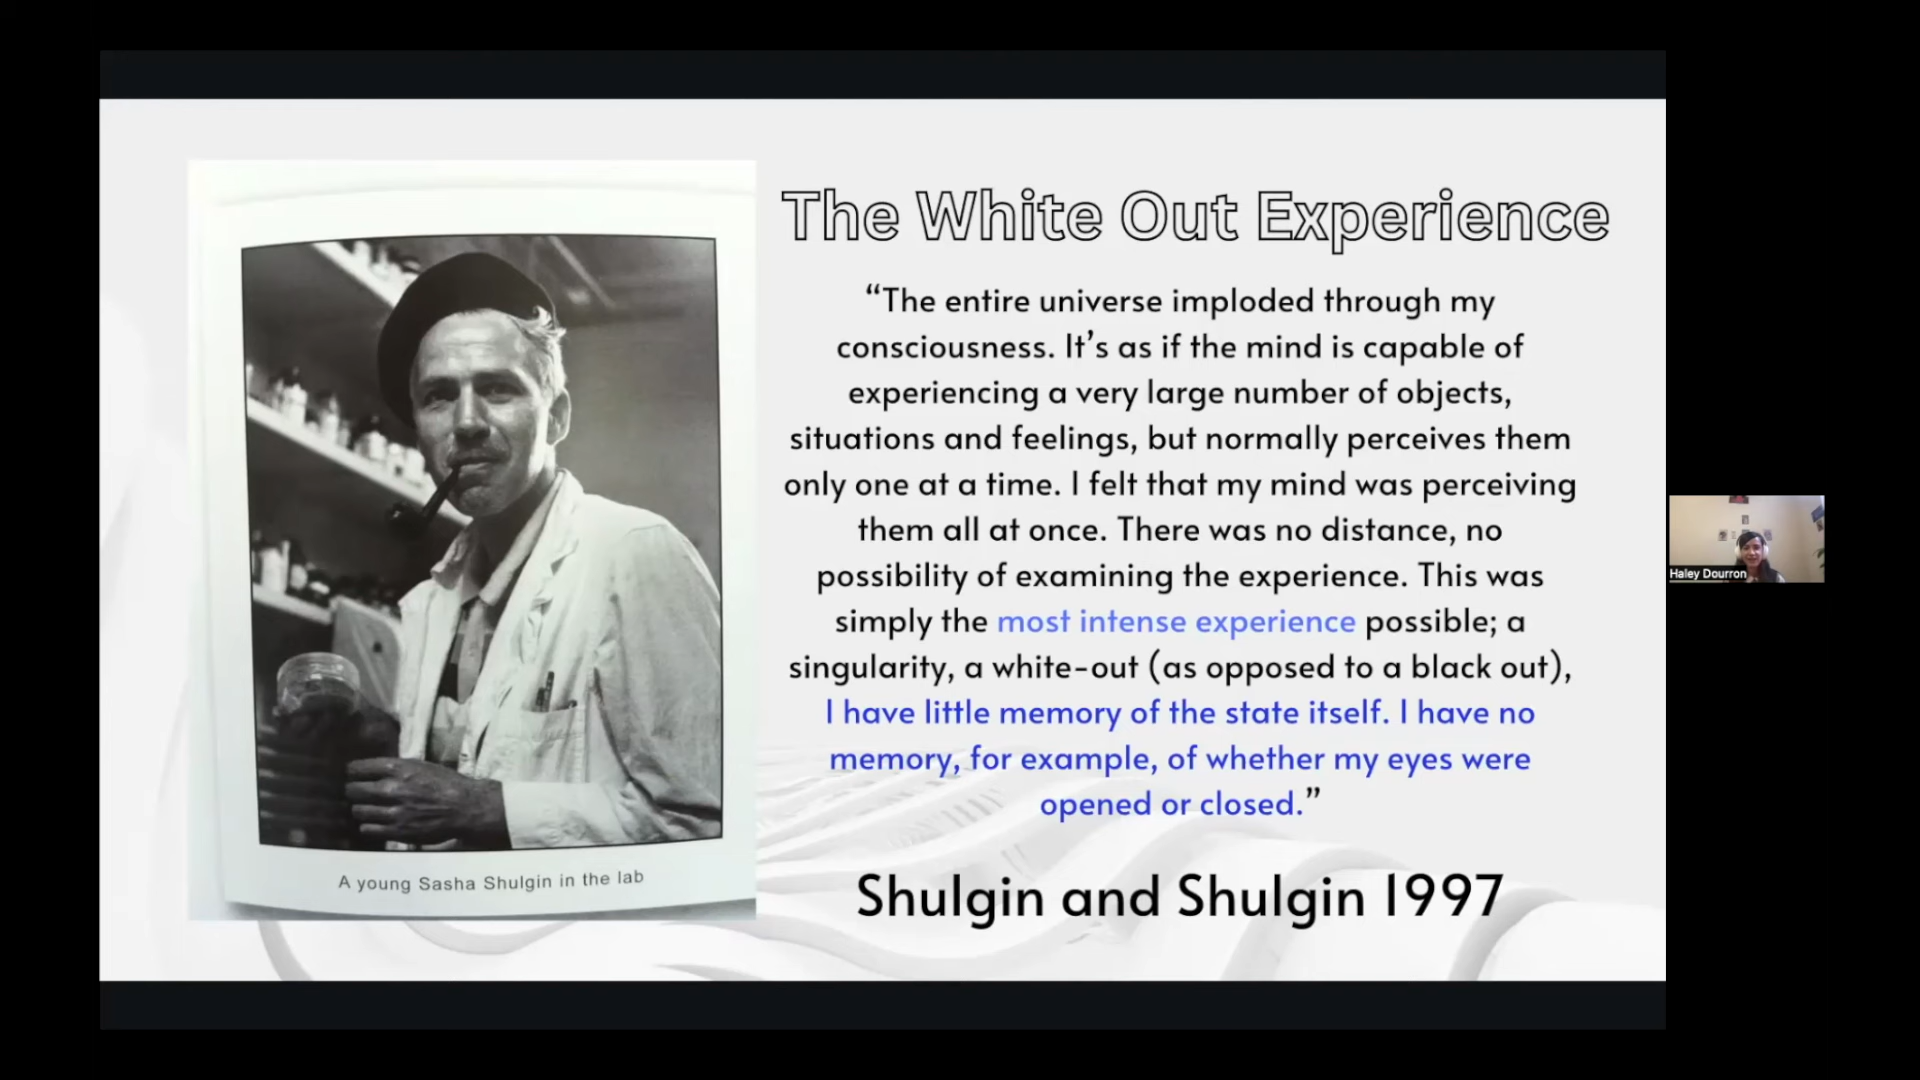 The White Out Experience
“The entire universe imploded through my
consciousness. It’s as if the mind is capable of
experiencing a very large number of objects,
situations and feelings, but normally perceives them
only one at a time. I felt that my mind was perceiving
them all at once. There was no distance, no
possibility of examining the experience. This was
simply the most intense experience possible; a
singularity, a white-out (as opposed to a black out),
I have little memory of the state itself. I have no
memory, for example, of whether my eyes were
opened or closed.”
Shulgin and Shulgin 1997
A young Sasha Shulgin in the lab
Haley Dourron